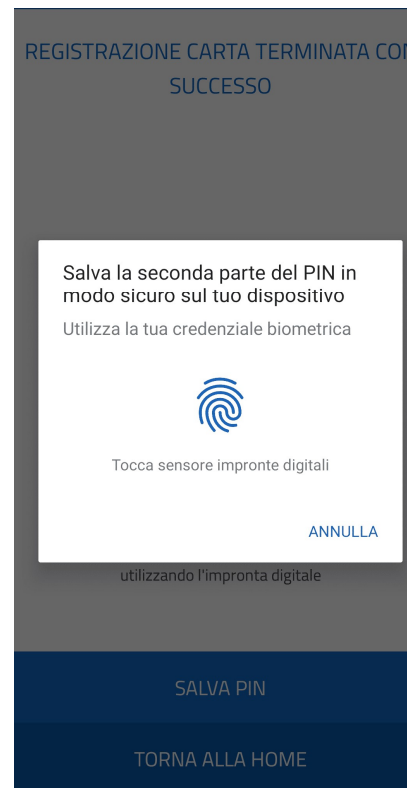 REGISTRAZIONE CARTA TERMINATA CON
SUCCESSO
Salva la seconda parte del PIN in
modo sicuro sul tuo dispositivo
Utilizza la tua credenziale biometrica
Tocca sensore impronte digitali
ANNULLA
utilizzando l'impronta digitale
SALVA PIN
TORNA ALLA HOME